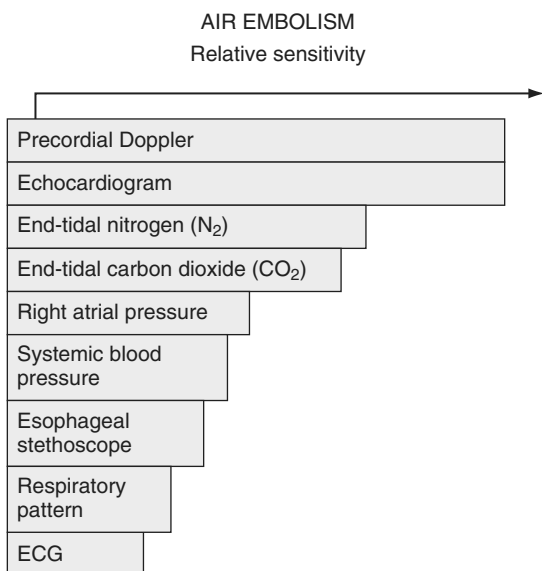 AIR EMBOLISM
Relative sensitivity
Precordial Doppler
Echocardiogram
End-tidal nitrogen (N₂)
End-tidal carbon dioxide (CO₂)
Right atrial pressure
Systemic blood
pressure
Esophageal
stethoscope
Respiratory
pattern
ECG